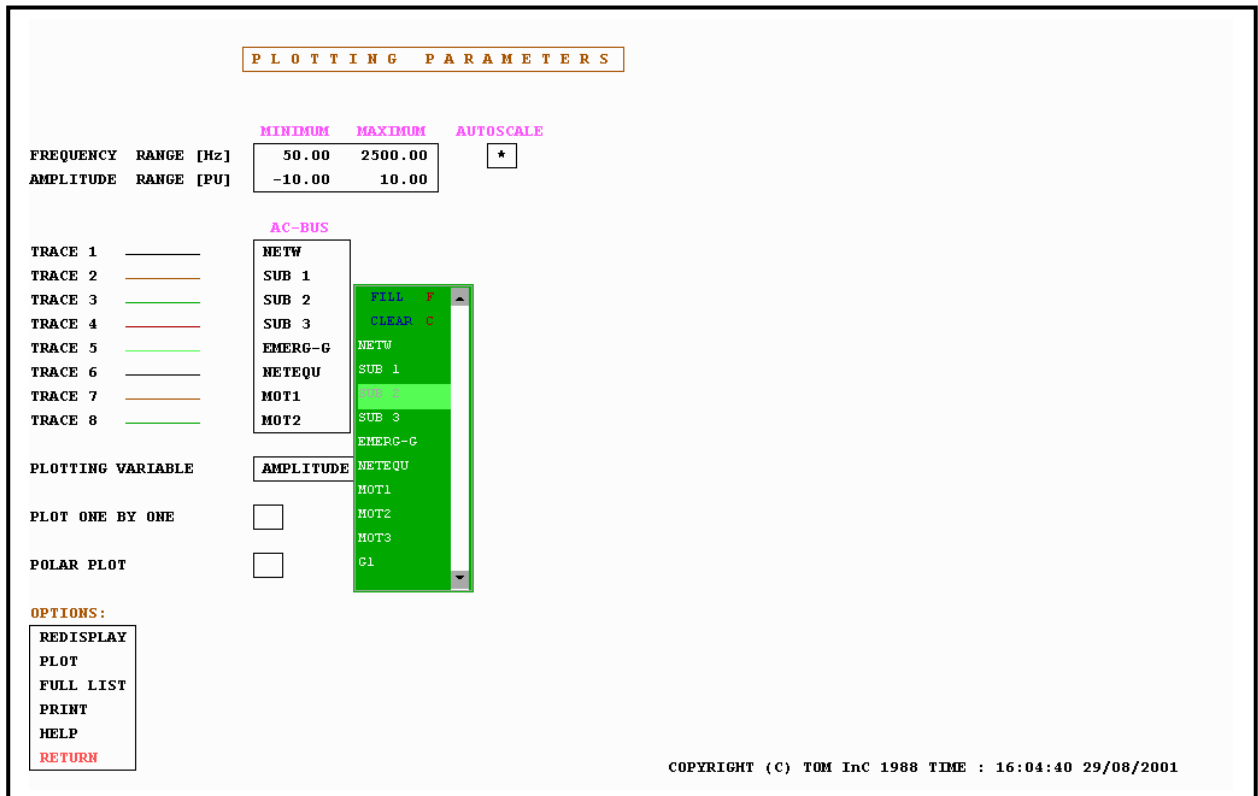 P L O T T I N G P A R A M E T E R S
MINIMUM MAXIMUM AUTOSCALE
FREQUENCY RANGE [Hz] 50.00 2500.00 *
AMPLITUDE RANGE [PU] -10.00 10.00
AC-BUS
TRACE 1 NETW
TRACE 2 SUB 1
TRACE 3 SUB 2
TRACE 4 SUB 3
TRACE 5 EMERG-G
TRACE 6 NETEQU
TRACE 7 MOT1
TRACE 8 MOT2
FILL F
CLEAR C
NETW
SUB 1
SUB 2
SUB 3
EMERG-G
NETEQU
MOT1
MOT2
MOT3
G1
PLOTTING VARIABLE AMPLITUDE
PLOT ONE BY ONE
POLAR PLOT
OPTIONS:
REDISPLAY
PLOT
FULL LIST
PRINT
HELP
RETURN
COPYRIGHT (C) TOM InC 1988 TIME : 16:04:40 29/08/2001